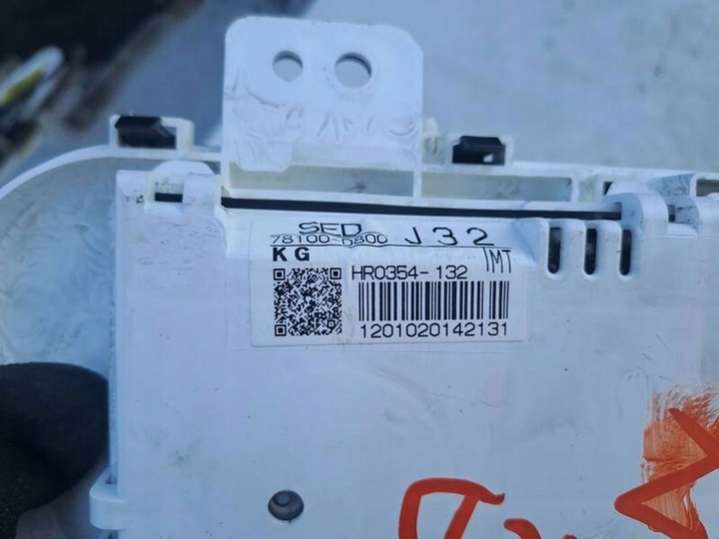 SED J32
78100-0800
KG IMT
HR0354-132
1201020142131